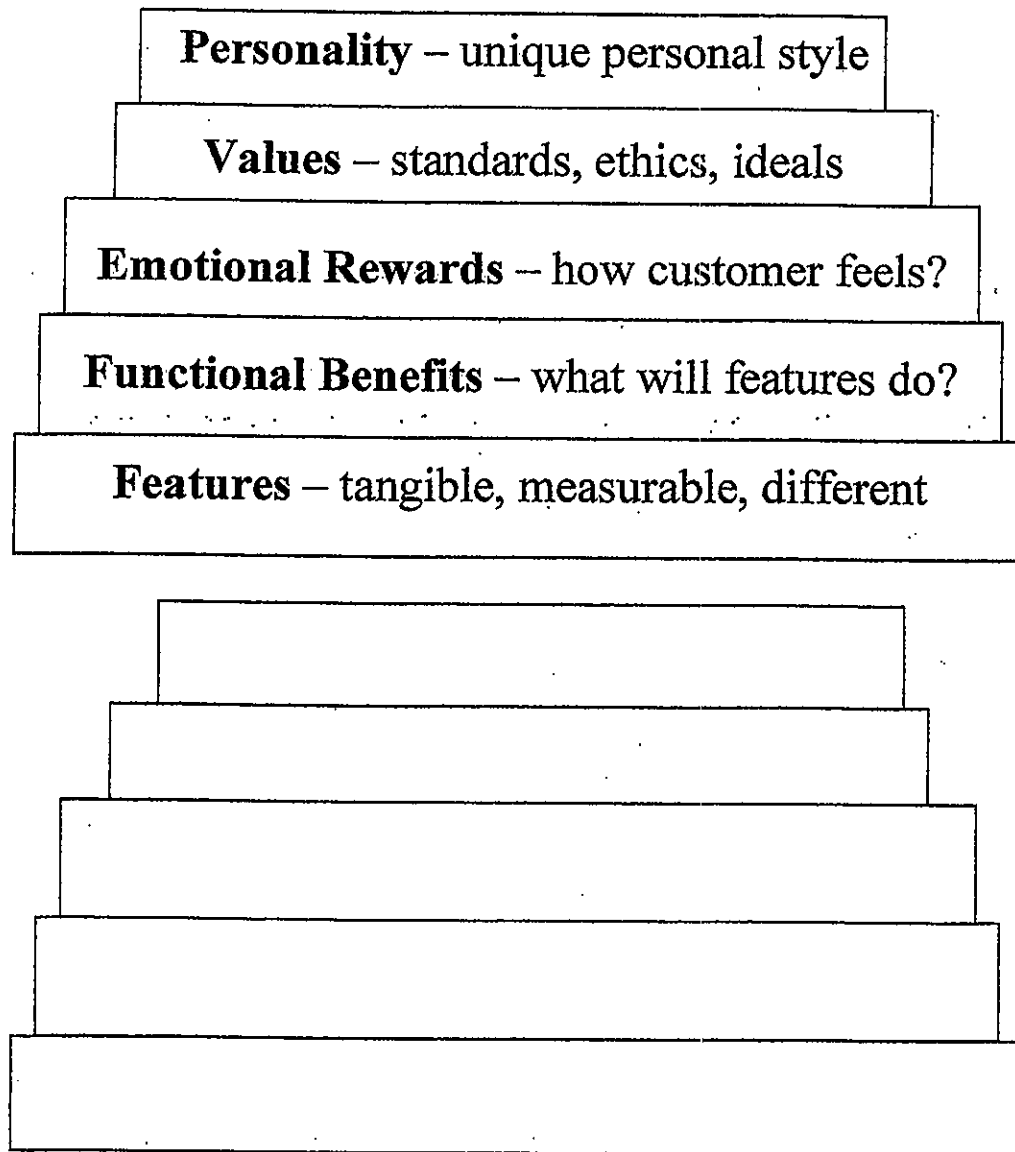 Personality – unique personal style
Values – standards, ethics, ideals
Emotional Rewards – how customer feels?
Functional Benefits – what will features do?
Features – tangible, measurable, different